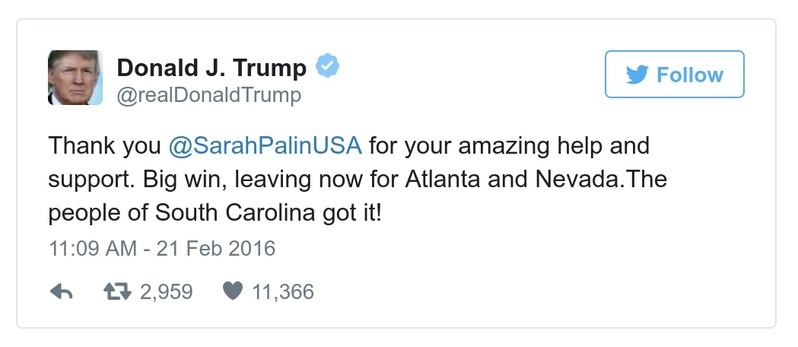 Donald J. Trump
@realDonaldTrump
Follow
Thank you @SarahPalinUSA for your amazing help and
support. Big win, leaving now for Atlanta and Nevada.The
people of South Carolina got it!
11:09 AM - 21 Feb 2016
2,959 11,366